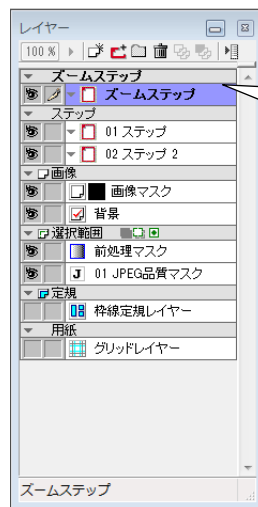 レイヤー
100 %
ズームステップ
ズームステップ
ステップ
01 ステップ
02 ステップ 2
画像
画像マスク
背景
選択範囲
前処理マスク
J 01 JPEG品質マスク
定規
枠線定規レイヤー
用紙
グリッドレイヤー
ズームステップ